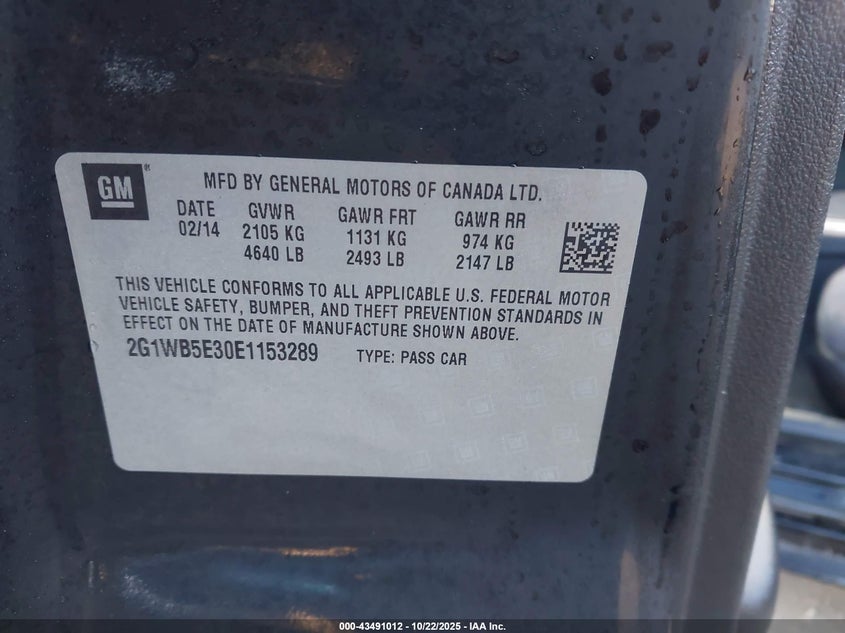 GM
MFD BY GENERAL MOTORS OF CANADA LTD.
DATE GVWR GAWR FRT GAWR RR
02/14 2105 KG 1131 KG 974 KG
4640 LB 2493 LB 2147 LB
THIS VEHICLE CONFORMS TO ALL APPLICABLE U.S. FEDERAL MOTOR
VEHICLE SAFETY, BUMPER, AND THEFT PREVENTION STANDARDS IN
EFFECT ON THE DATE OF MANUFACTURE SHOWN ABOVE.
2G1WB5E30E1153289 TYPE: PASS CAR
000-43491012 - 10/22/2025 - IAA Inc.